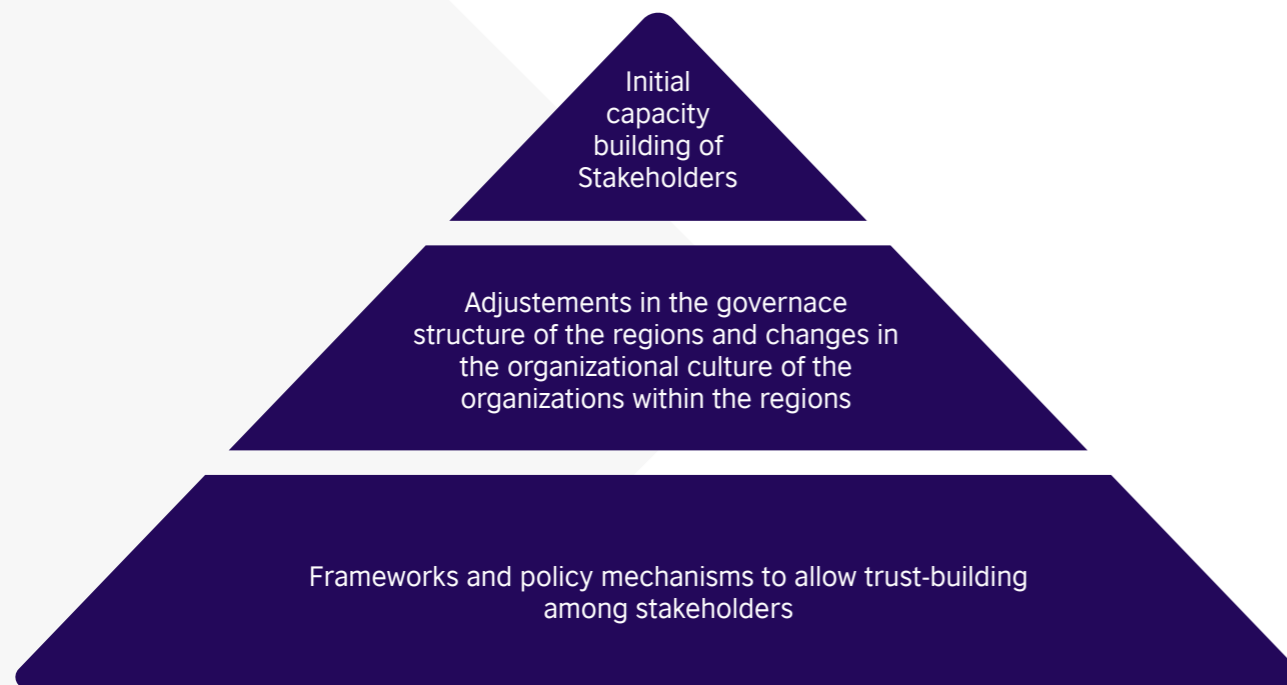 Initial
capacity
building of
Stakeholders
Adjustements in the governace
structure of the regions and changes in
the organizational culture of the
organizations within the regions
Frameworks and policy mechanisms to allow trust-building
among stakeholders